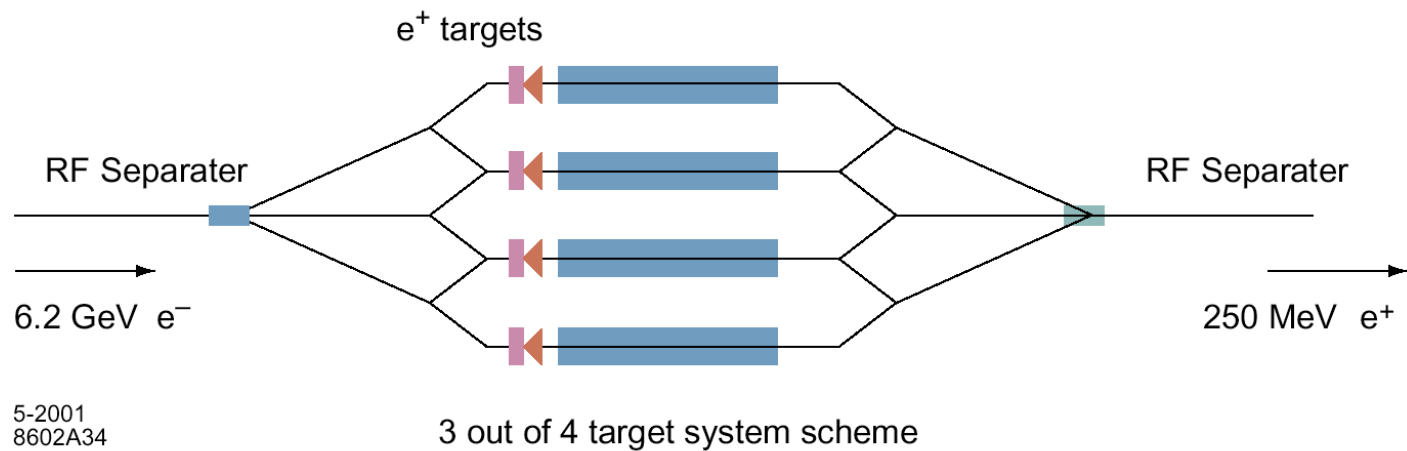 e⁺ targets
RF Separater
RF Separater
6.2 GeV e⁻
250 MeV e⁺
5-2001
8602A34
3 out of 4 target system scheme